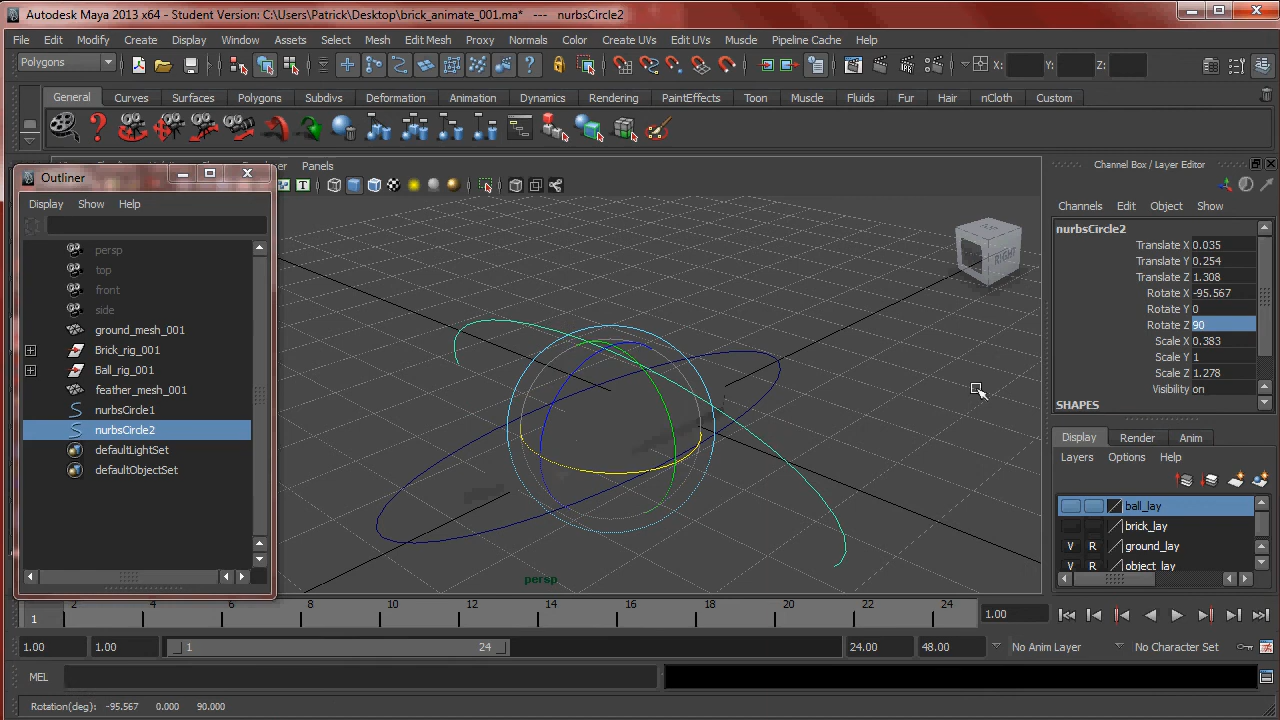 Autodesk Maya 2013 x64 - Student Version: C:\Users\Patrick\Desktop\brick_animate_001.ma* --- nurbsCircle2
File Edit Modify Create Display Window Assets Select Mesh Edit Mesh Proxy Normals Color Create UVs Edit UVs Muscle Pipeline Cache Help
Polygons X: Y: Z:
General Curves Surfaces Polygons Subdivs Deformation Animation Dynamics Rendering PaintEffects Toon Muscle Fluids Fur Hair nCloth Custom
Panels
Channel Box / Layer Editor
Outliner
Display Show Help
persp
top
front
side
ground_mesh_001
Brick_rig_001
Ball_rig_001
feather_mesh_001
nurbsCircle1
nurbsCircle2
defaultLightSet
defaultObjectSet
RIGHT
persp
Channels Edit Object Show
nurbsCircle2
Translate X 0.035
Translate Y 0.254
Translate Z 1.308
Rotate X -95.567
Rotate Y 0
Rotate Z 90
Scale X 0.383
Scale Y 1
Scale Z 1.278
Visibility on
SHAPES
Display Render Anim
Layers Options Help
ball_lay
brick_lay
V R ground_lay
V R object_lay
1 2 4 6 8 10 12 14 16 18 20 22 24 1.00
1.00 1.00 1 24 24.00 48.00 No Anim Layer No Character Set
MEL
Rotation(deg): -95.567 0.000 90.000